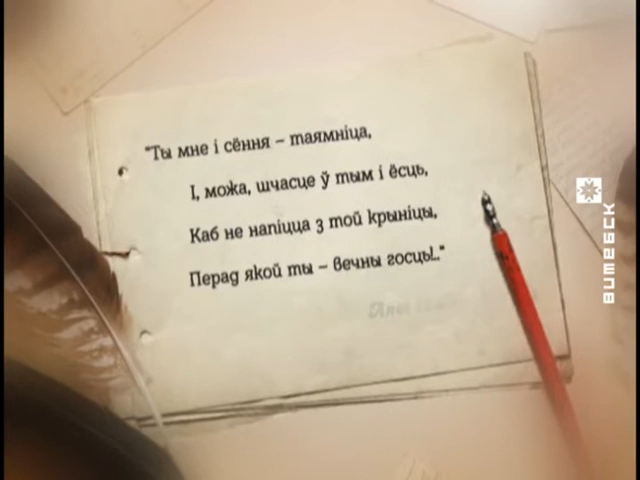 "Ты мне і сёння – таямніца,
І, можа, шчасце ў тым і ёсць,
Каб не напіцца з той крыніцы,
Перад якой ты – вечны госць!.."
ВИТЕБСК